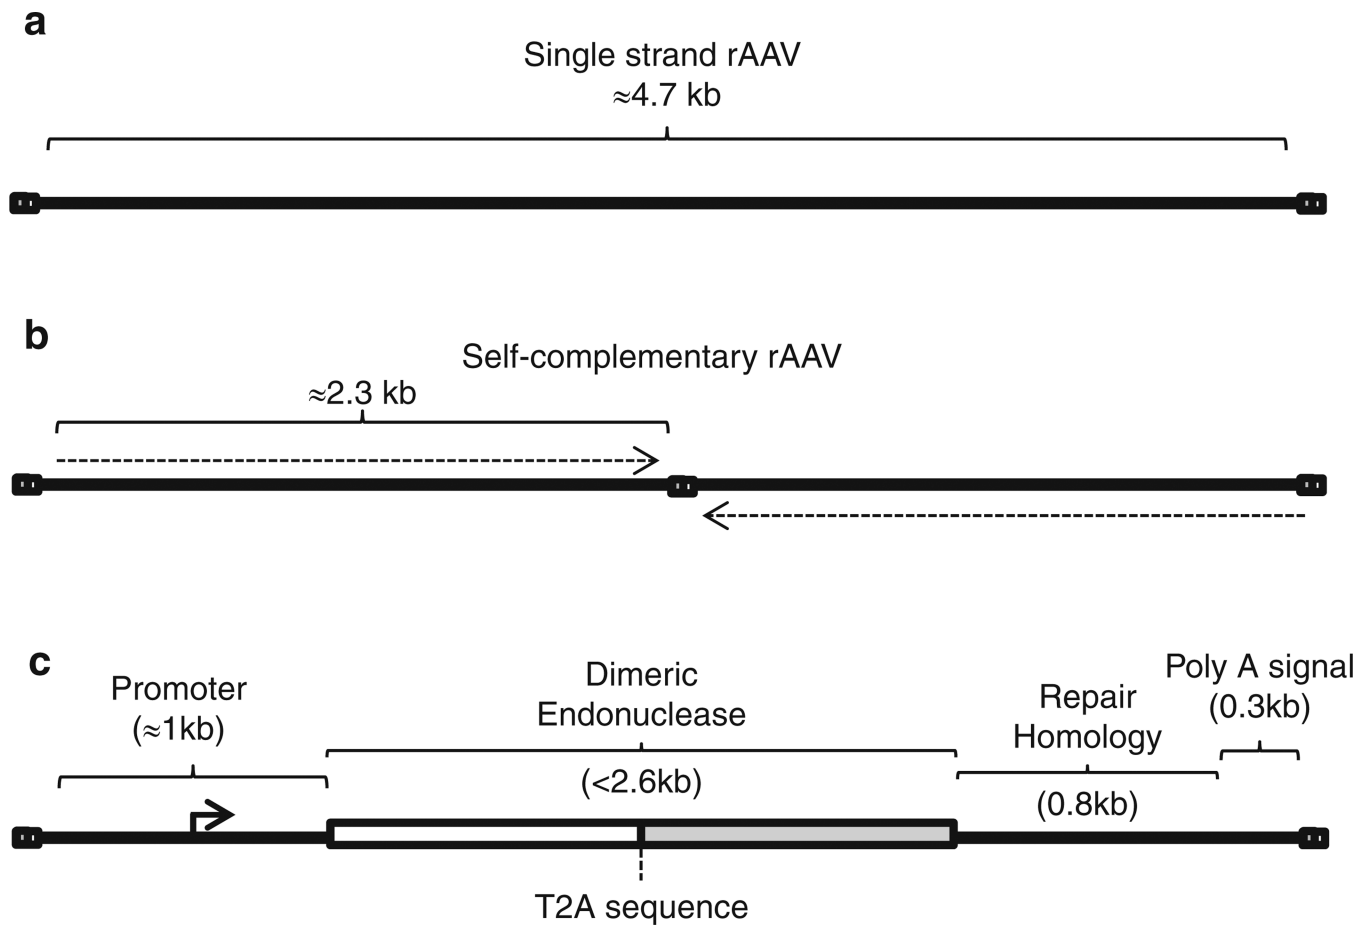 a
Single strand rAAV
≈4.7 kb
b
Self-complementary rAAV
≈2.3 kb
c
Promoter
(≈1kb)
Dimeric
Endonuclease
(<2.6kb)
Repair
Homology
(0.8kb)
Poly A signal
(0.3kb)
T2A sequence